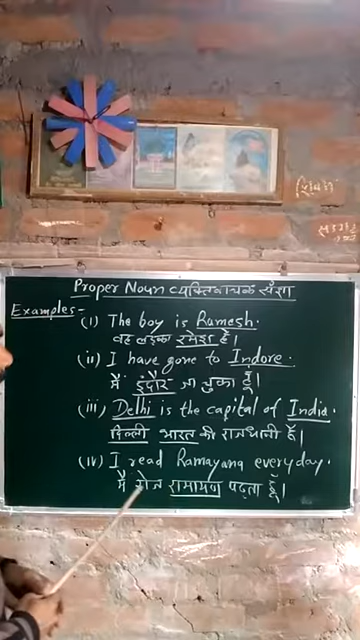 Proper Noun व्यक्तिवाचक संज्ञा
Examples-
(i) The boy is Ramesh.
वह लड़का रमेश है।
(ii) I have gone to Indore.
मैं इंदौर जा चुका हूँ।
(iii) Delhi is the capital of India.
दिल्ली भारत की राजधानी है।
(iv) I read Ramayana everyday.
मैं रोज रामायण पढ़ता हूँ।